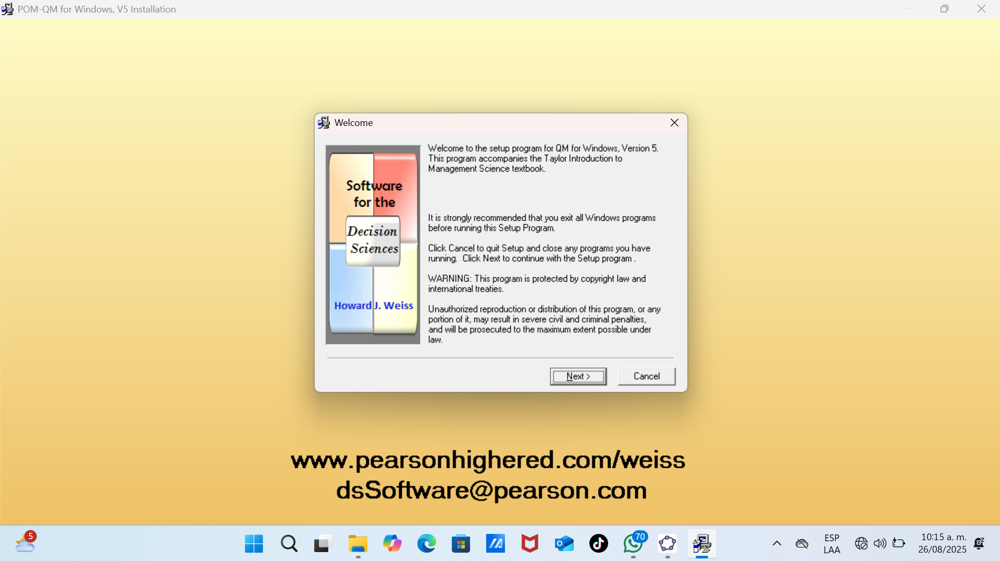 POM-QM for Windows, V5 Installation
Welcome
Software
for the
Decision
Sciences
Howard J. Weiss
Welcome to the setup program for QM for Windows, Version 5.
This program accompanies the Taylor Introduction to
Management Science textbook.
It is strongly recommended that you exit all Windows programs
before running this Setup Program.
Click Cancel to quit Setup and close any programs you have
running.  Click Next to continue with the Setup program .
WARNING: This program is protected by copyright law and
international treaties.
Unauthorized reproduction or distribution of this program, or any
portion of it, may result in severe civil and criminal penalties,
and will be prosecuted to the maximum extent possible under
law.
Next >
Cancel
www.pearsonhighered.com/weiss
dsSoftware@pearson.com
5
70
ESP
LAA
10:15 a. m.
26/08/2025